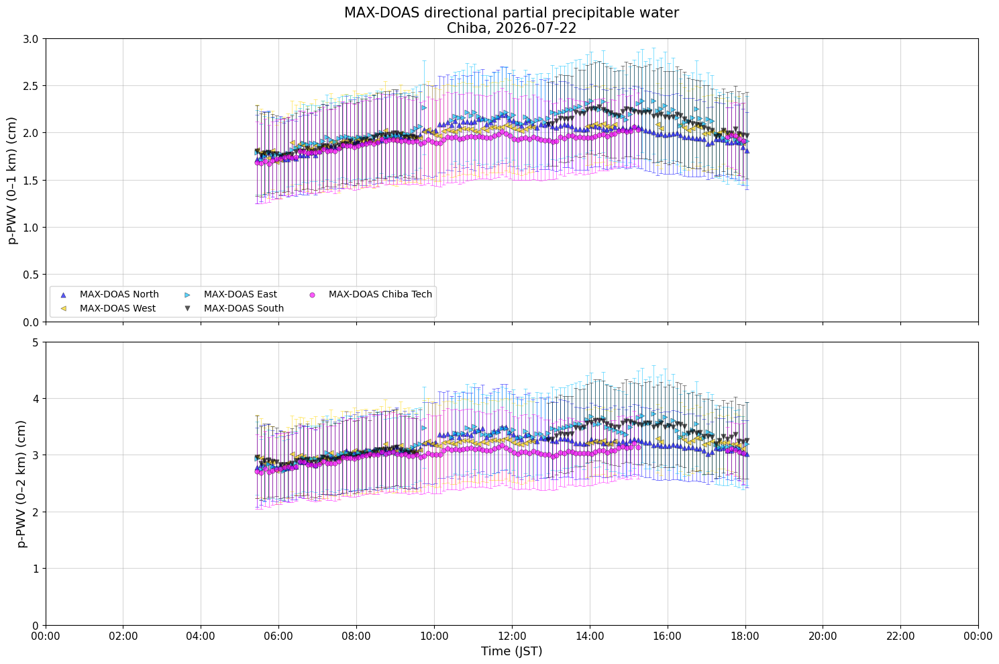 MAX-DOAS directional partial precipitable water
Chiba, 2026-07-22
p-PWV (0–1 km) (cm)
3.0
2.5
2.0
1.5
1.0
0.5
0.0
MAX-DOAS North
MAX-DOAS West
MAX-DOAS East
MAX-DOAS South
MAX-DOAS Chiba Tech
p-PWV (0–2 km) (cm)
5
4
3
2
1
0
00:00 02:00 04:00 06:00 08:00 10:00 12:00 14:00 16:00 18:00 20:00 22:00 00:00
Time (JST)